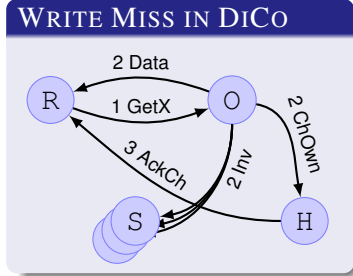 WRITE MISS IN DICO
2 Data
R
O
1 GetX
2 ChOwn
3 AckCh
2 Inv
S
H